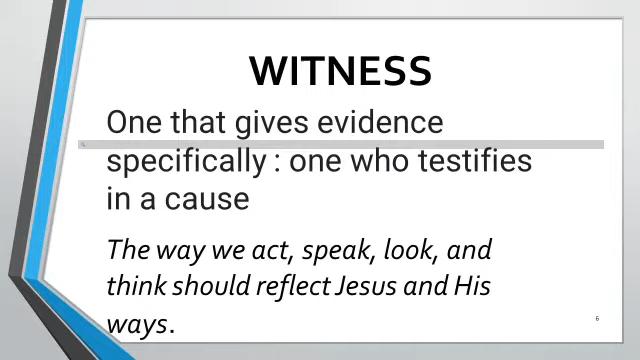 WITNESS
One that gives evidence
specifically : one who testifies
in a cause
The way we act, speak, look, and
think should reflect Jesus and His
ways.
6